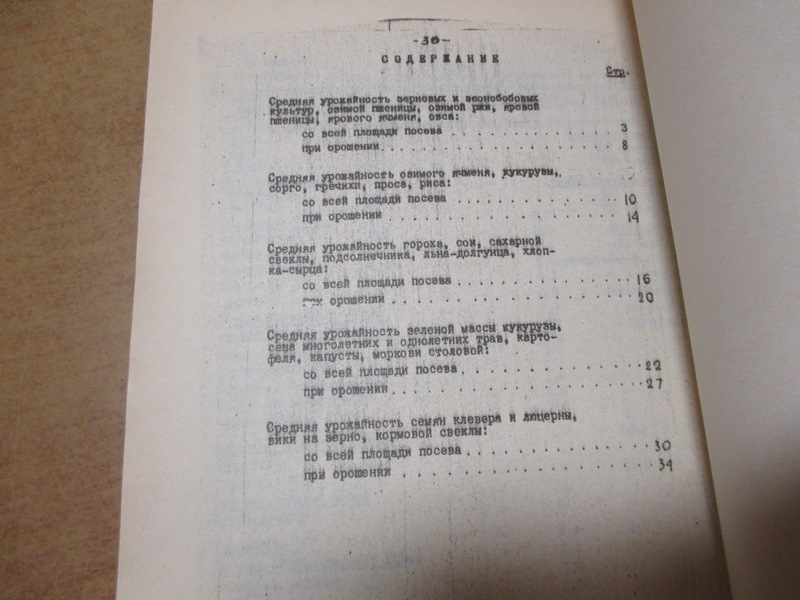 -36-
СОДЕРЖАНИЕ
Стр.
Средняя урожайность зерновых и зеонобобовых
культур, озимой пшеницы, озимой ржи, яровой
пшеницы, ярового ячменя, овса:
со всей площади посева . . . . . . . . . . . 3
при орошении. . . . . . . . . . . . . . . . 8
Средняя урожайность озимого ячменя, кукурузы,
сорго, гречихи, проса, риса:
со всей площади посева . . . . . . . . . . . 10
при орошении . . . . . . . . . . . . . . . . 14
Средняя урожайность гороха, сои, сахарной
свеклы, подсолнечника, льна-долгунца, хлоп-
ка-сырца:
со всей площади посева . . . . . . . . . . . 16
при орошении . . . . . . . . . . . . . . . . 20
Средняя урожайность зеленой массы кукурузы,
сена многолетних и однолетних трав, карто-
феля, капусты, моркови столовой:
со всей площади посева . . . . . . . . . . . 22
при орошении . . . . . . . . . . . . . . . . 27
Средняя урожайность семян клевера и люцерны,
вики на зерно, кормовой свеклы:
со всей площади посева . . . . . . . . . . . 30
при орошении . . . . . . . . . . . . . . . . 34